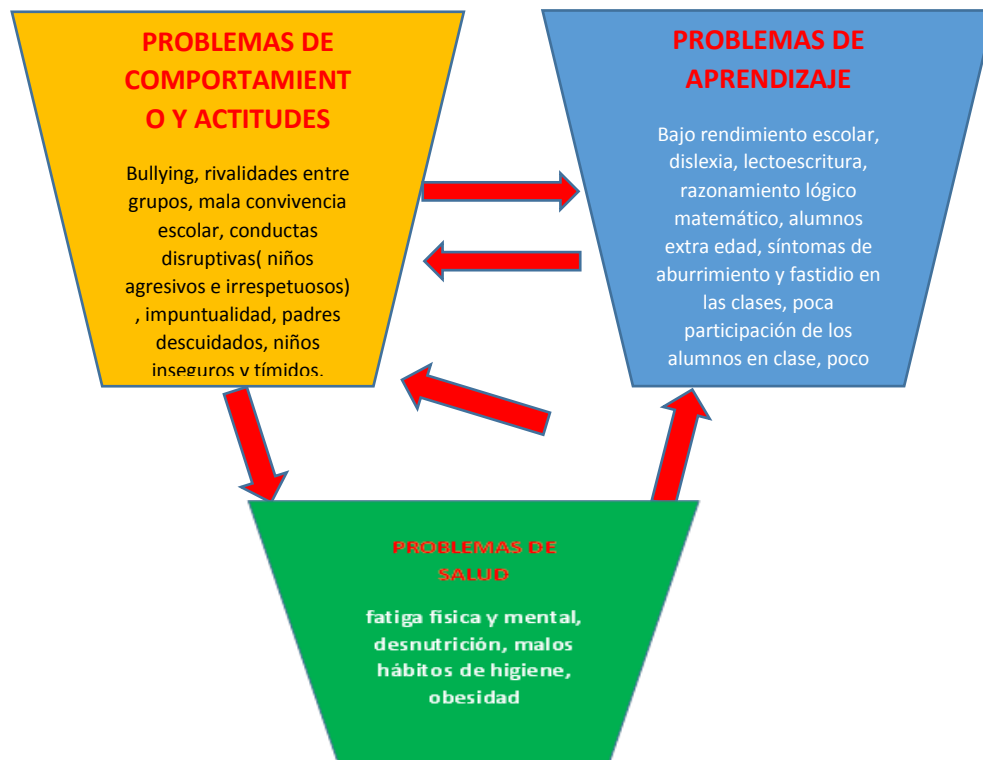 PROBLEMAS DE
COMPORTAMIENT
O Y ACTITUDES
Bullying, rivalidades entre
grupos, mala convivencia
escolar, conductas
disruptivas( niños
agresivos e irrespetuosos)
, impuntualidad, padres
descuidados, niños
inseguros y tímidos.
PROBLEMAS DE
APRENDIZAJE
Bajo rendimiento escolar,
dislexia, lectoescritura,
razonamiento lógico
matemático, alumnos
extra edad, síntomas de
aburrimiento y fastidio en
las clases, poca
participación de los
alumnos en clase, poco
PROBLEMAS DE
SALUD
fatiga fisica y mental,
desnutrición, malos
hábitos de higiene,
obesidad